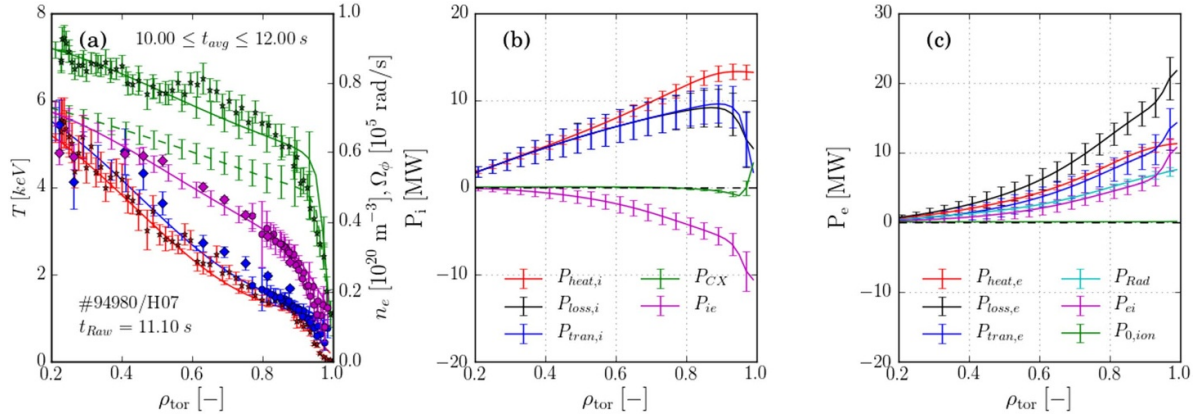 (a)
10.00 ≤ t_avg ≤ 12.00 s
#94980/H07
t_Raw = 11.10 s
T [keV]
8
6
4
2
0
0.2 0.4 0.6 0.8 1.0
ρ_tor [−]
1.0
0.8
0.6
0.4
0.2
0.0
n_e [10^20 m^−3], Ω_ϕ [10^5 rad/s]
(b)
P_i [MW]
20
10
0
−10
−20
P_heat,i
P_loss,i
P_tran,i
P_CX
P_ie
0.2 0.4 0.6 0.8 1.0
ρ_tor [−]
(c)
P_e [MW]
30
20
10
0
−10
−20
P_heat,e
P_loss,e
P_tran,e
P_Rad
P_ei
P_0,ion
0.2 0.4 0.6 0.8 1.0
ρ_tor [−]